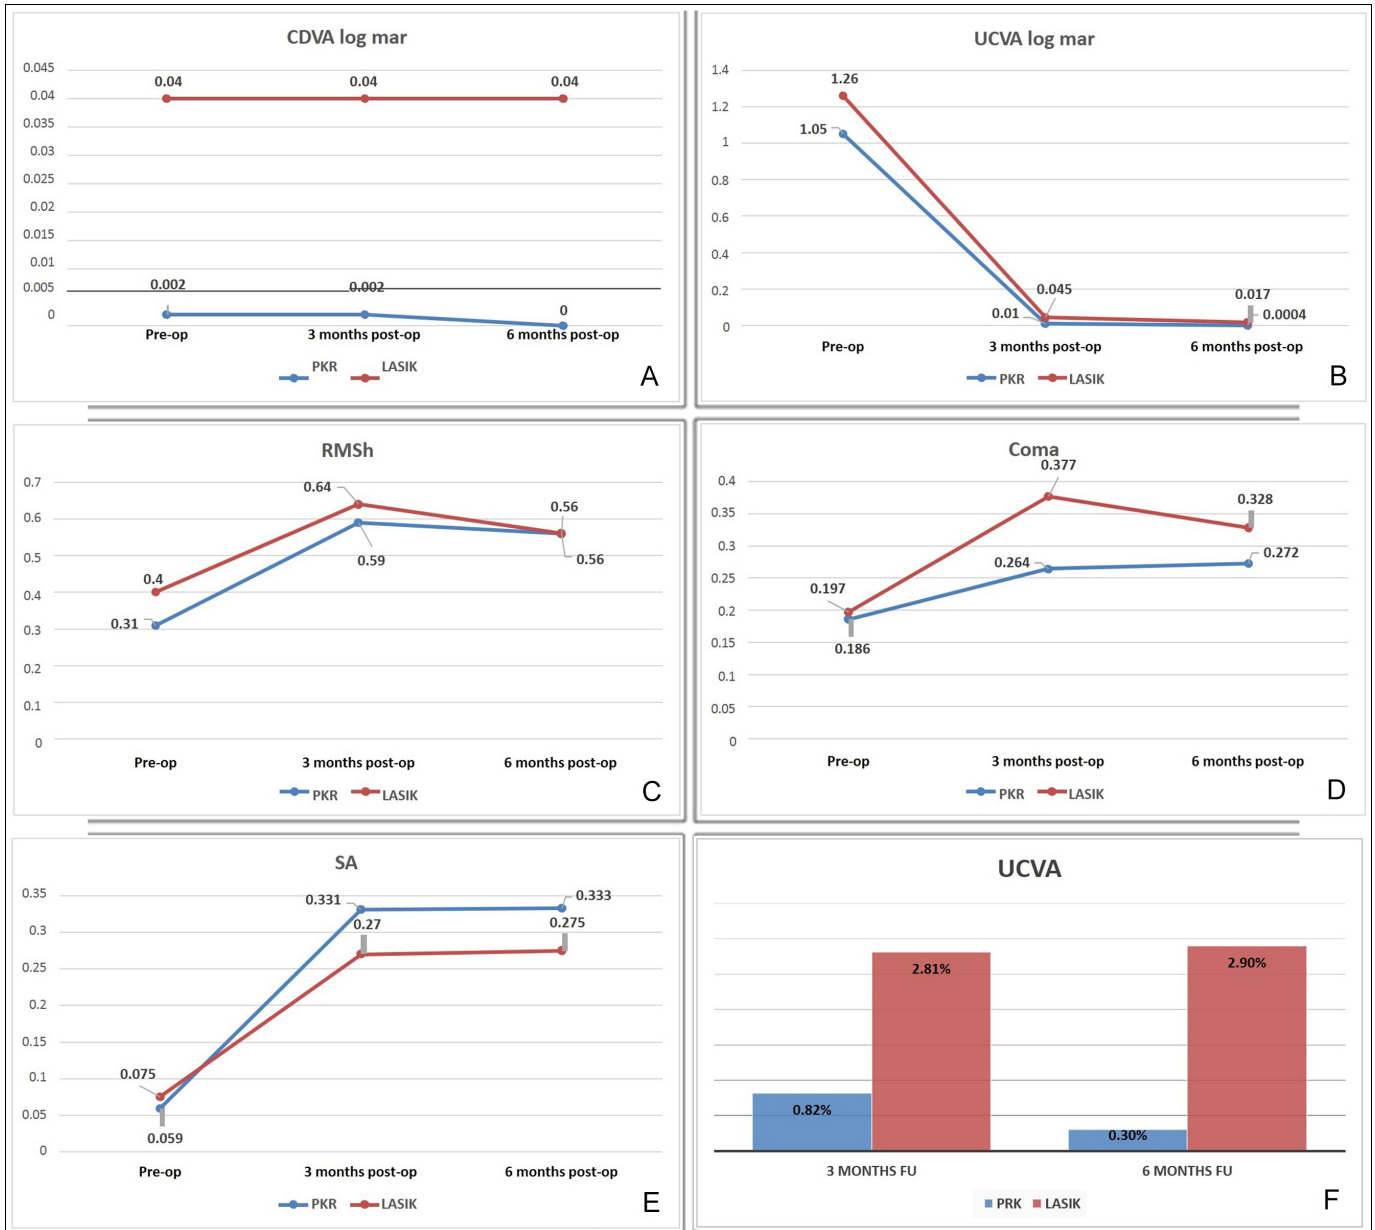 CDVA log mar
0.045
0.04
0.035
0.03
0.025
0.02
0.015
0.01
0.005
0
0.04 0.04 0.04
0.002 0.002 0
Pre-op 3 months post-op 6 months post-op
PKR LASIK
A
UCVA log mar
1.4
1.2
1
0.8
0.6
0.4
0.2
0
1.26
1.05
0.045
0.01
0.017
0.0004
Pre-op 3 months post-op 6 months post-op
PKR LASIK
B
RMSh
0.7
0.6
0.5
0.4
0.3
0.2
0.1
0
0.4
0.31
0.64
0.59
0.56
0.56
Pre-op 3 months post-op 6 months post-op
PKR LASIK
C
Coma
0.4
0.35
0.3
0.25
0.2
0.15
0.1
0.05
0
0.197
0.186
0.377
0.264
0.328
0.272
Pre-op 3 months post-op 6 months post-op
PKR LASIK
D
SA
0.35
0.3
0.25
0.2
0.15
0.1
0.05
0
0.075
0.059
0.331
0.27
0.333
0.275
Pre-op 3 months post-op 6 months post-op
PKR LASIK
E
UCVA
0.82% 2.81% 0.30% 2.90%
3 MONTHS FU 6 MONTHS FU
PRK LASIK
F